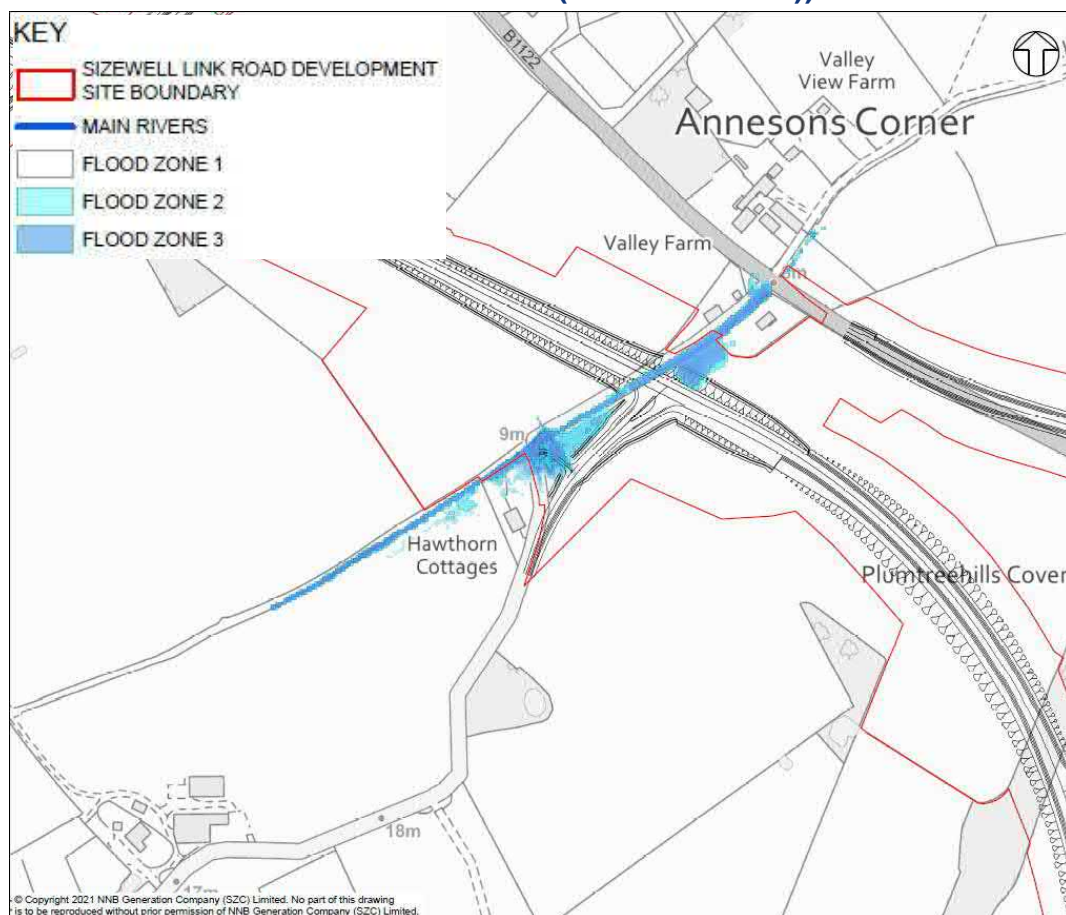 KEY
SIZEWELL LINK ROAD DEVELOPMENT
SITE BOUNDARY
MAIN RIVERS
FLOOD ZONE 1
FLOOD ZONE 2
FLOOD ZONE 3
B1122
Valley
View Farm
Annesons Corner
Valley Farm
9m
Hawthorn
Cottages
Plumtreehills Cover
18m
17m
© Copyright 2021 NNB Generation Company (SZC) Limited. No part of this drawing
is to be reproduced without prior permission of NNB Generation Company (SZC) Limited.